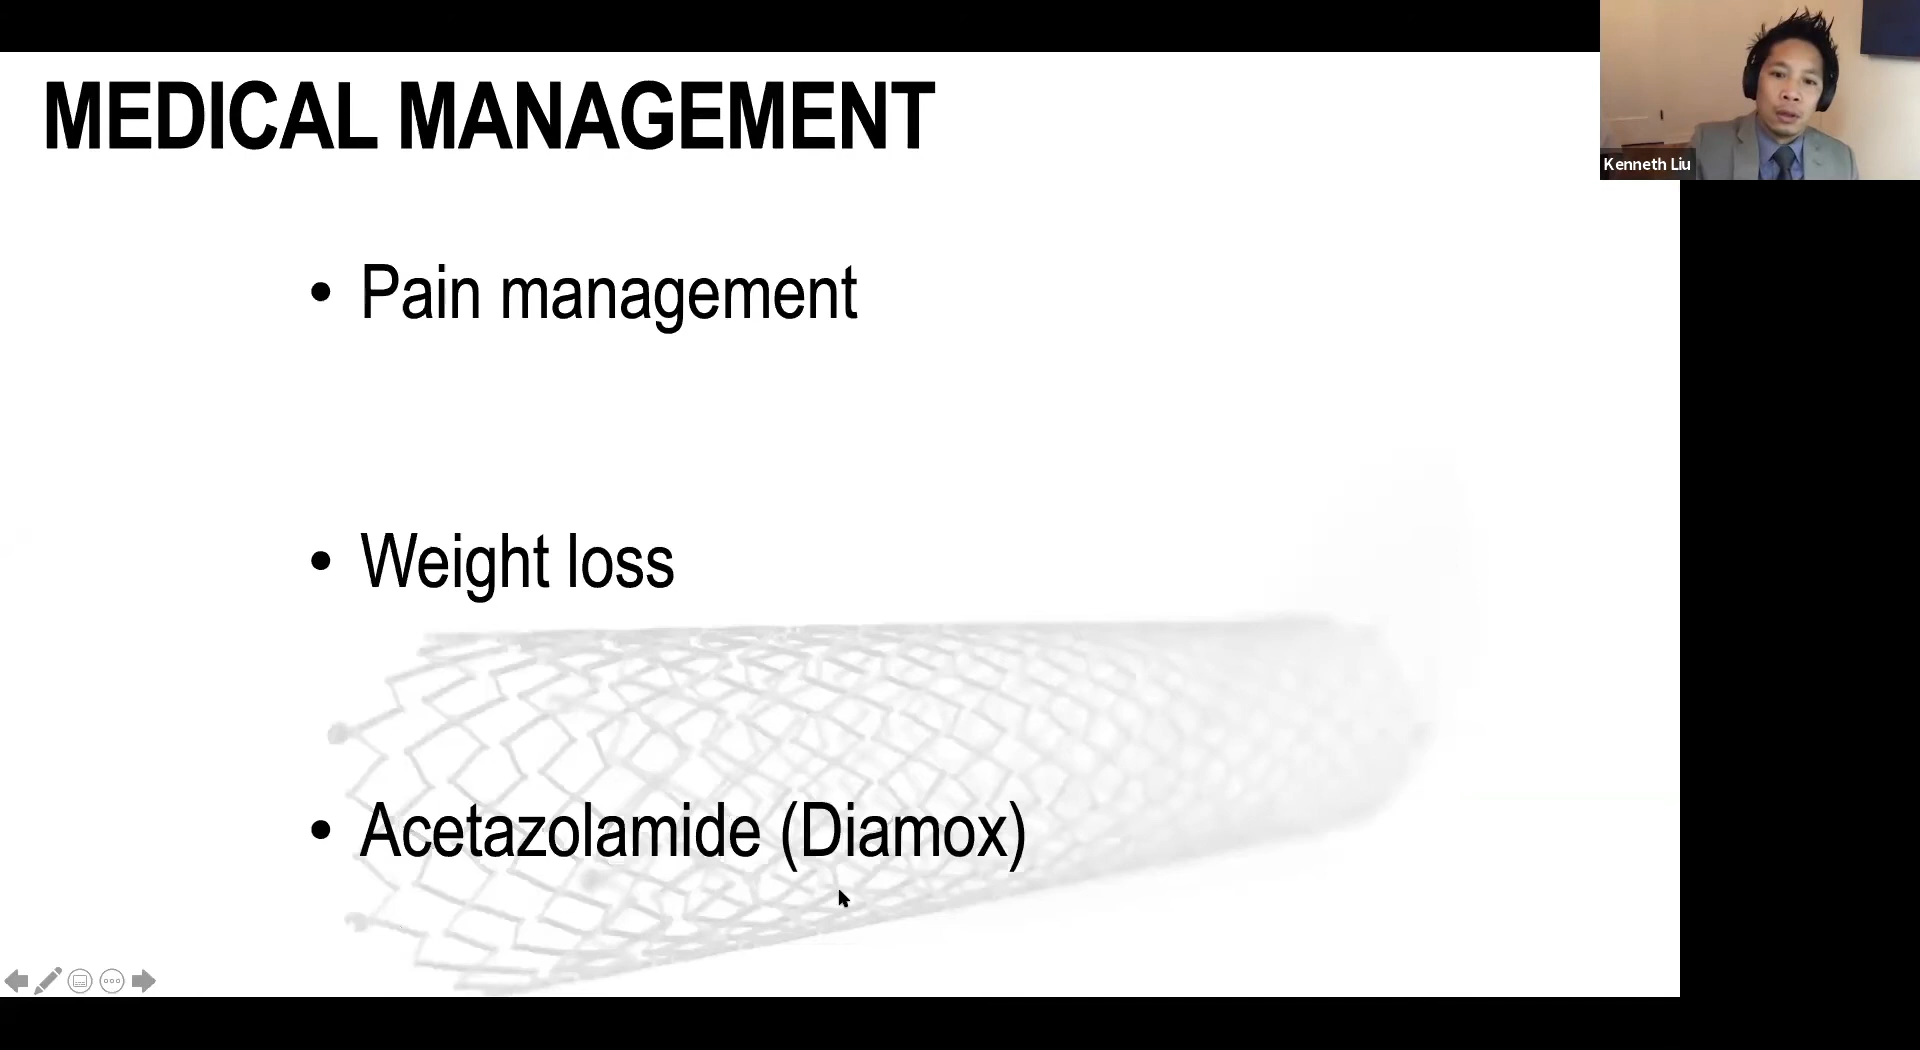 MEDICAL MANAGEMENT
Kenneth Liu
• Pain management
• Weight loss
• Acetazolamide (Diamox)